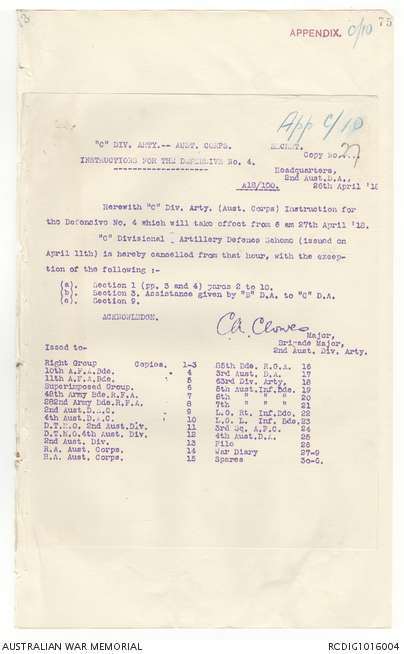 APPENDIX. C/10
75
App C/10
"C" DIV. ARTY.-- AUST. CORPS. SECRET.
Copy No. 27
INSTRUCTIONS FOR THE DEFENSIVE No. 4.
Headquarters,
2nd Aust.D.A.,
A18/100. 26th April '18
Herewith "C" Div. Arty. (Aust. Corps) Instruction for
the Defensive No. 4 which will take effect from 6 am 27th April '18.
"C" Divisional Artillery Defence Scheme (issued on
April 11th) is hereby cancelled from that hour, with the excep-
tion of the following :-
(a). Section 1 (pp. 3 and 4) paras 2 to 10.
(b). Section 3. Assistance given by "B" D.A. to "C" D.A.
(c). Section 9.
ACKNOWLEDGE.
C A Clowes
Major,
Brigade Major,
2nd Aust. Div. Arty.
Issued to-
Right Group Copies. 1-3
10th A.F.A.Bde. 4
11th A.F.A.Bde. 5
Superimposed Group. 6
48th Army Bde.R.F.A. 7
282nd Army Bde.R.F.A. 8
2nd Aust.D.A.C. 9
4th Aust. D.A.C. 10
D.T.M.O. 2nd Aust.Div. 11
D.T.M.O.4th Aust. Div. 12
2nd Aust. Div. 13
R.A. Aust. Corps. 14
H.A. Aust. Corps. 15
85th Bde. R.G.A. 16
3rd Aust. D.A. 17
63rd Div. Arty. 18
5th Aust.Inf.Bde. 19
6th " " " 20
7th " " " 21
L.G. Rt. Inf.Bde. 22
L.G. L. Inf. Bde. 23
3rd Sq. A.F.C. 24
4th Aust.D.A. 25
File 26
War Diary 27-9
Spares 30-6.
AUSTRALIAN WAR MEMORIAL
RCDIG1016004